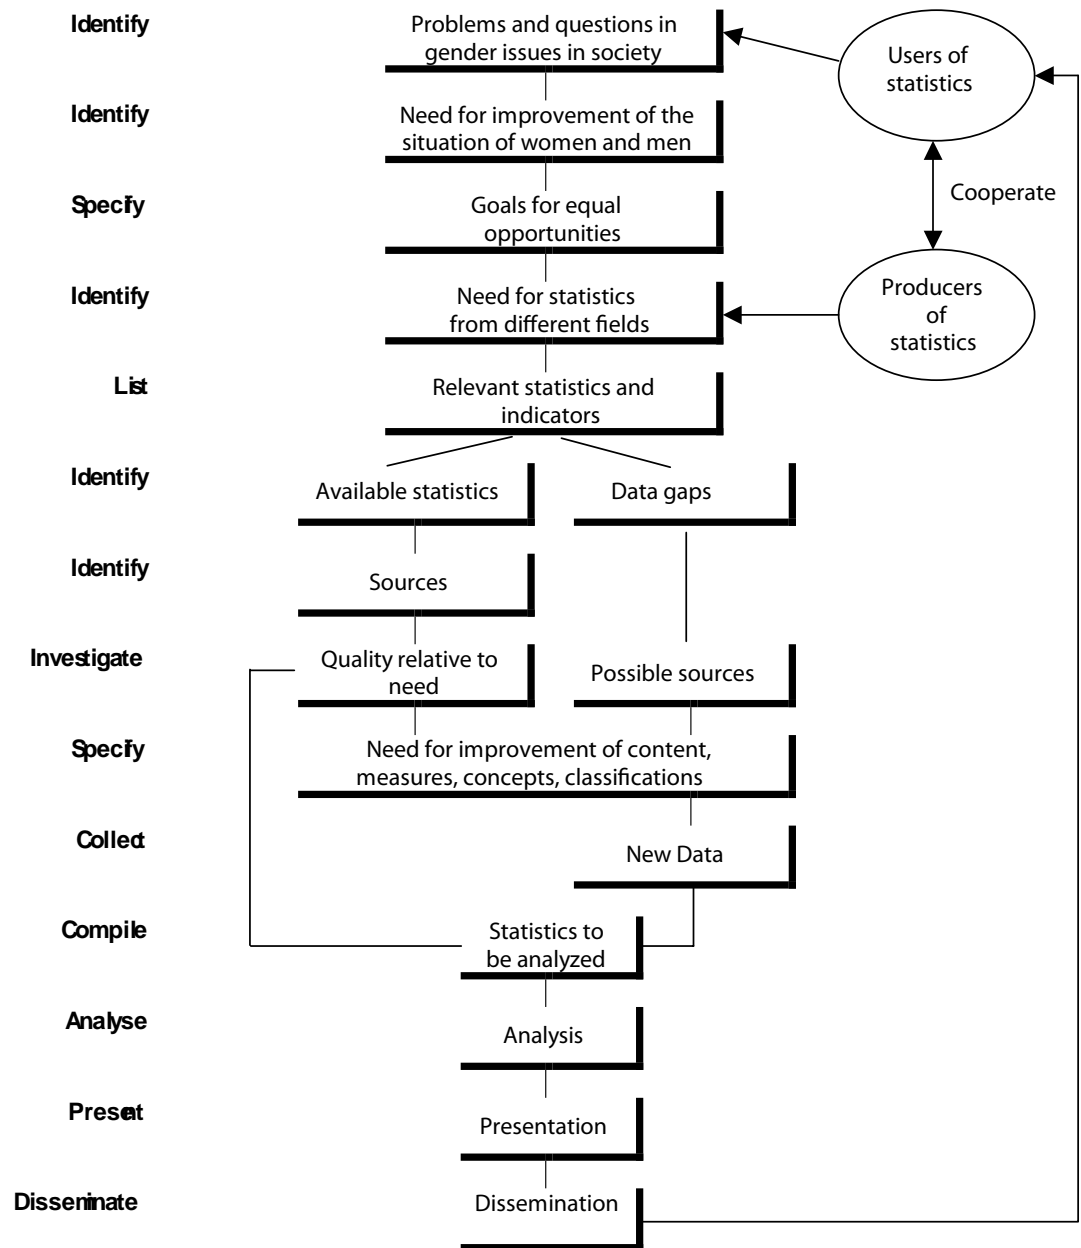 Identify
Problems and questions in
gender issues in society
Users of
statistics
Identify
Need for improvement of the
situation of women and men
Cooperate
Specify
Goals for equal
opportunities
Identify
Need for statistics
from different fields
Producers
of
statistics
List
Relevant statistics and
indicators
Identify
Available statistics
Data gaps
Identify
Sources
Investigate
Quality relative to
need
Possible sources
Specify
Need for improvement of content,
measures, concepts, classifications
Collect
New Data
Compile
Statistics to
be analyzed
Analyse
Analysis
Present
Presentation
Disseminate
Dissemination